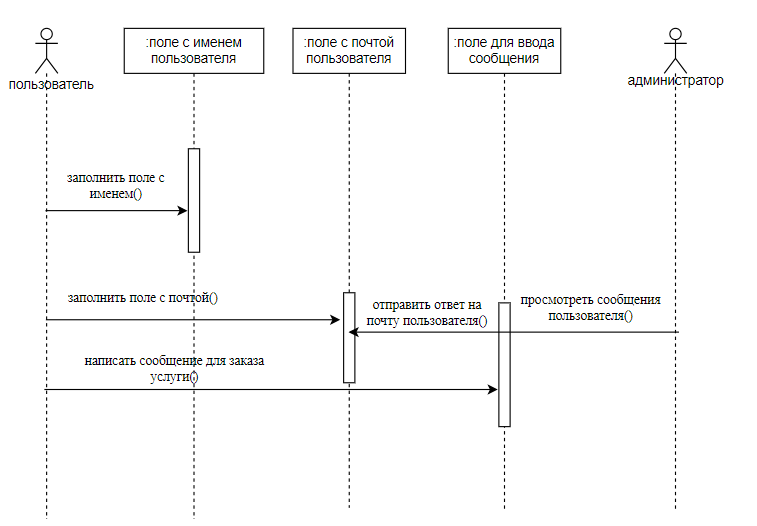 :поле с именем
пользователя
:поле с почтой
пользователя
:поле для ввода
сообщения
пользователь
администратор
заполнить поле с
именем()
заполнить поле с почтой()
отправить ответ на
почту пользователя()
просмотреть сообщения
пользователя()
написать сообщение для заказа
услуги()